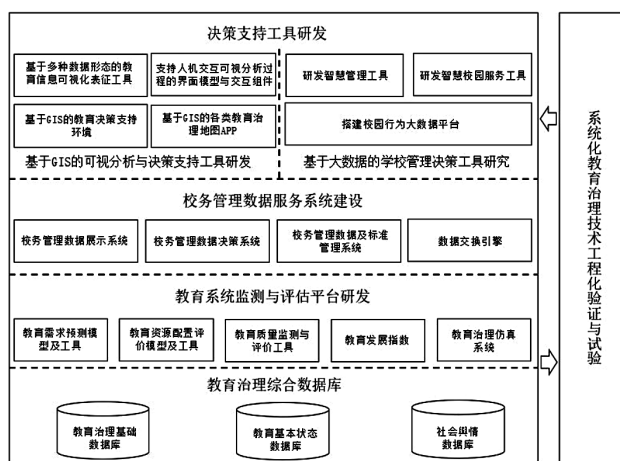 决策支持工具研发
基于多种数据形态的教
育信息可视化表征工具
支持人机交互可视分析过
程的界面模型与交互组件
研发智慧管理工具
研发智慧校园服务工具
基于GIS的教育决策支持
环境
基于GIS的各类教育治
理地图APP
搭建校园行为大数据平台
基于GIS的可视分析与决策支持工具研发
基于大数据的学校管理决策工具研究
校务管理数据服务系统建设
校务管理数据展示系统
校务管理数据决策系统
校务管理数据及标准
管理系统
数据交换引擎
教育系统监测与评估平台研发
教育需求预测模
型及工具
教育资源配置评
价模型及工具
教育质量监测与
评价工具
教育发展指数
教育治理仿真
系统
教育治理综合数据库
教育治理基础
数据库
教育基本状态
数据库
社会舆情
数据库
系统化教育治理技术工程化验证与试验